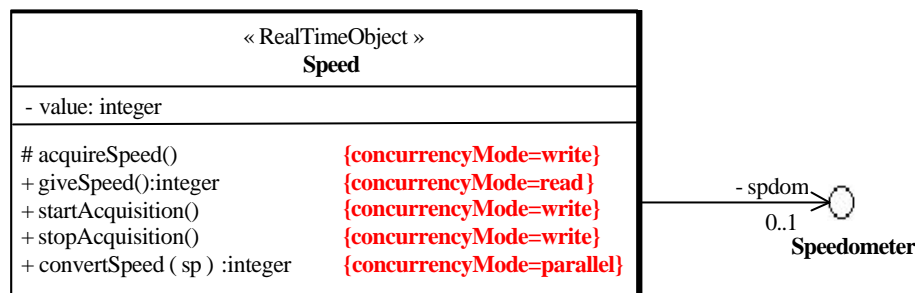 « RealTimeObject »
Speed
- value: integer
# acquireSpeed() {concurrencyMode=write}
+ giveSpeed():integer {concurrencyMode=read}
+ startAcquisition() {concurrencyMode=write}
+ stopAcquisition() {concurrencyMode=write}
+ convertSpeed ( sp ) :integer {concurrencyMode=parallel}
- spdom
0..1
Speedometer